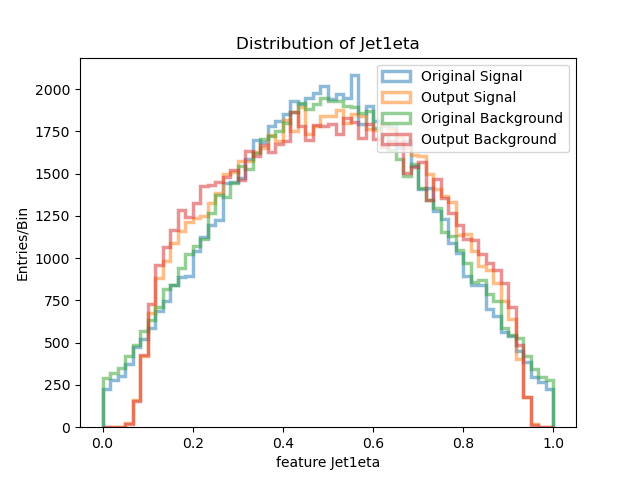 Distribution of Jet1eta
Original Signal
Output Signal
Original Background
Output Background
2000
1750
1500
1250
1000
750
500
250
0
Entries/Bin
0.0 0.2 0.4 0.6 0.8 1.0
feature Jet1eta